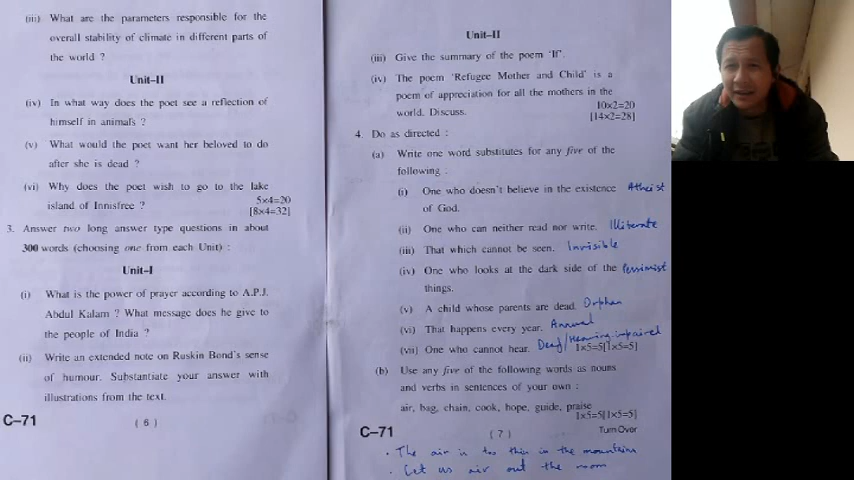 (iii) What are the parameters responsible for the
overall stability of climate in different parts of
the world ?
Unit–II
(iv) In what way does the poet see a reflection of
himself in animals ?
(v) What would the poet want her beloved to do
after she is dead ?
(vi) Why does the poet wish to go to the lake
island of Innisfree ?
5×4=20
[8×4=32]
3. Answer two long answer type questions in about
300 words (choosing one from each Unit) :
Unit–I
(i) What is the power of prayer according to A.P.J.
Abdul Kalam ? What message does he give to
the people of India ?
(ii) Write an extended note on Ruskin Bond's sense
of humour. Substantiate your answer with
illustrations from the text.
C–71
( 6 )
Unit–II
(iii) Give the summary of the poem 'If'.
(iv) The poem 'Refugee Mother and Child' is a
poem of appreciation for all the mothers in the
world. Discuss.
10×2=20
[14×2=28]
4. Do as directed :
(a) Write one word substitutes for any five of the
following :
(i) One who doesn't believe in the existence Atheist
of God.
(ii) One who can neither read nor write. Illiterate
(iii) That which cannot be seen. Invisible
(iv) One who looks at the dark side of the Pessimist
things.
(v) A child whose parents are dead. Orphan
(vi) That happens every year. Annual
(vii) One who cannot hear. Deaf/Hearing-impaired
1×5=5[1×5=5]
(b) Use any five of the following words as nouns
and verbs in sentences of your own :
air, bag, chain, cook, hope, guide, praise
1×5=5[1×5=5]
C–71
( 7 )
Turn Over
• The air is too thin in the mountains
• Let us air out the room